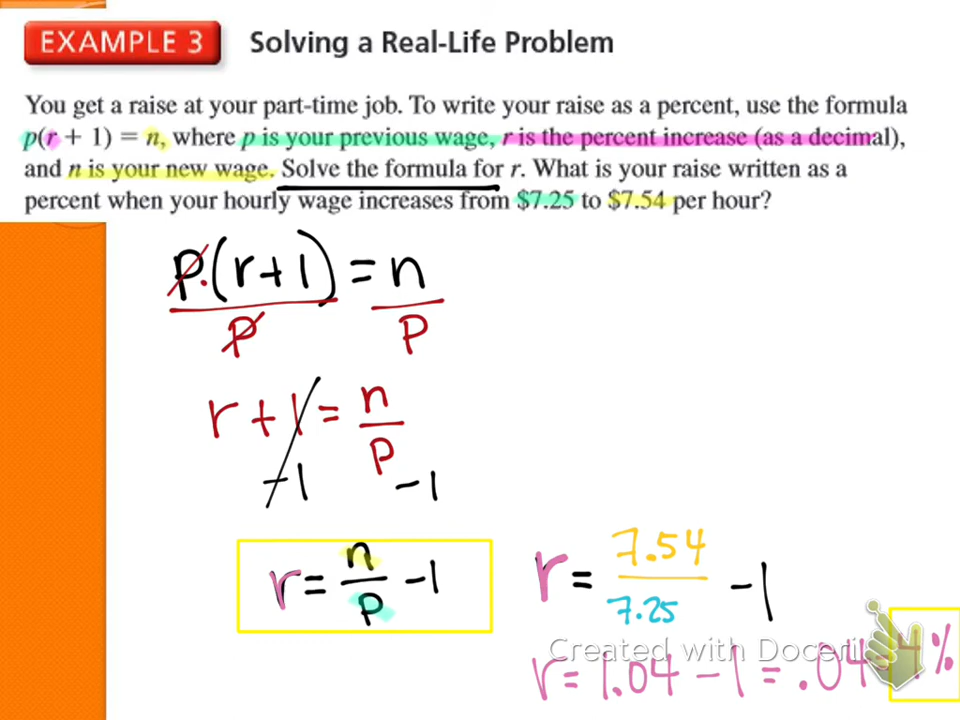 EXAMPLE 3 Solving a Real-Life Problem
You get a raise at your part-time job. To write your raise as a percent, use the formula
p(r + 1) = n, where p is your previous wage, r is the percent increase (as a decimal),
and n is your new wage. Solve the formula for r. What is your raise written as a
percent when your hourly wage increases from $7.25 to $7.54 per hour?
p·(r+1) = n
p p
r + 1 = n/p
-1 -1
r = n/p -1 r = 7.54/7.25 -1
Created with Doceri
r = 1.04 - 1 = .04 = 4%